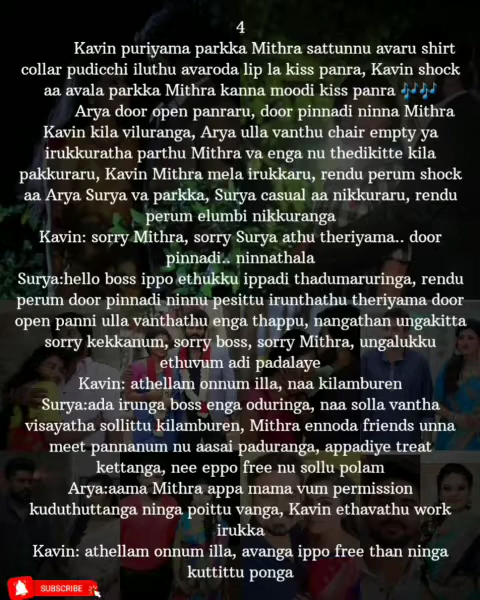 4
Kavin puriyama parkka Mithra sattunnu avaru shirt
collar pudicchi iluthu avaroda lip la kiss panra, Kavin shock
aa avala parkka Mithra kanna moodi kiss panra 🎶🎶
Arya door open panraru, door pinnadi ninna Mithra
Kavin kila viluranga, Arya ulla vanthu chair empty ya
irukkuratha parthu Mithra va enga nu thedikitte kila
pakkuraru, Kavin Mithra mela irukkaru, rendu perum shock
aa Arya Surya va parkka, Surya casual aa nikkuraru, rendu
perum elumbi nikkuranga
Kavin: sorry Mithra, sorry Surya athu theriyama.. door
pinnadi.. ninnathala
Surya:hello boss ippo ethukku ippadi thadumaruringa, rendu
perum door pinnadi ninnu pesittu irunthathu theriyama door
open panni ulla vanthathu enga thappu, nangathan ungakitta
sorry kekkanum, sorry boss, sorry Mithra, ungalukku
ethuvum adi padalaye
Kavin: athellam onnum illa, naa kilamburen
Surya:ada irunga boss enga oduringa, naa solla vantha
visayatha sollittu kilamburen, Mithra ennoda friends unna
meet pannanum nu aasai paduranga, appadiye treat
kettanga, nee eppo free nu sollu polam
Arya:aama Mithra appa mama vum permission
kuduthuttanga ninga poittu vanga, Kavin ethavathu work
irukka
Kavin: athellam onnum illa, avanga ippo free than ninga
kuttittu ponga
SUBSCRIBE